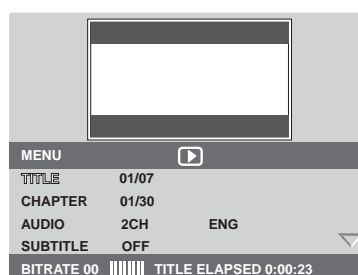 MENU
TITLE 01/07
CHAPTER 01/30
AUDIO 2CH ENG
SUBTITLE OFF
BITRATE 00 TITLE ELAPSED 0:00:23